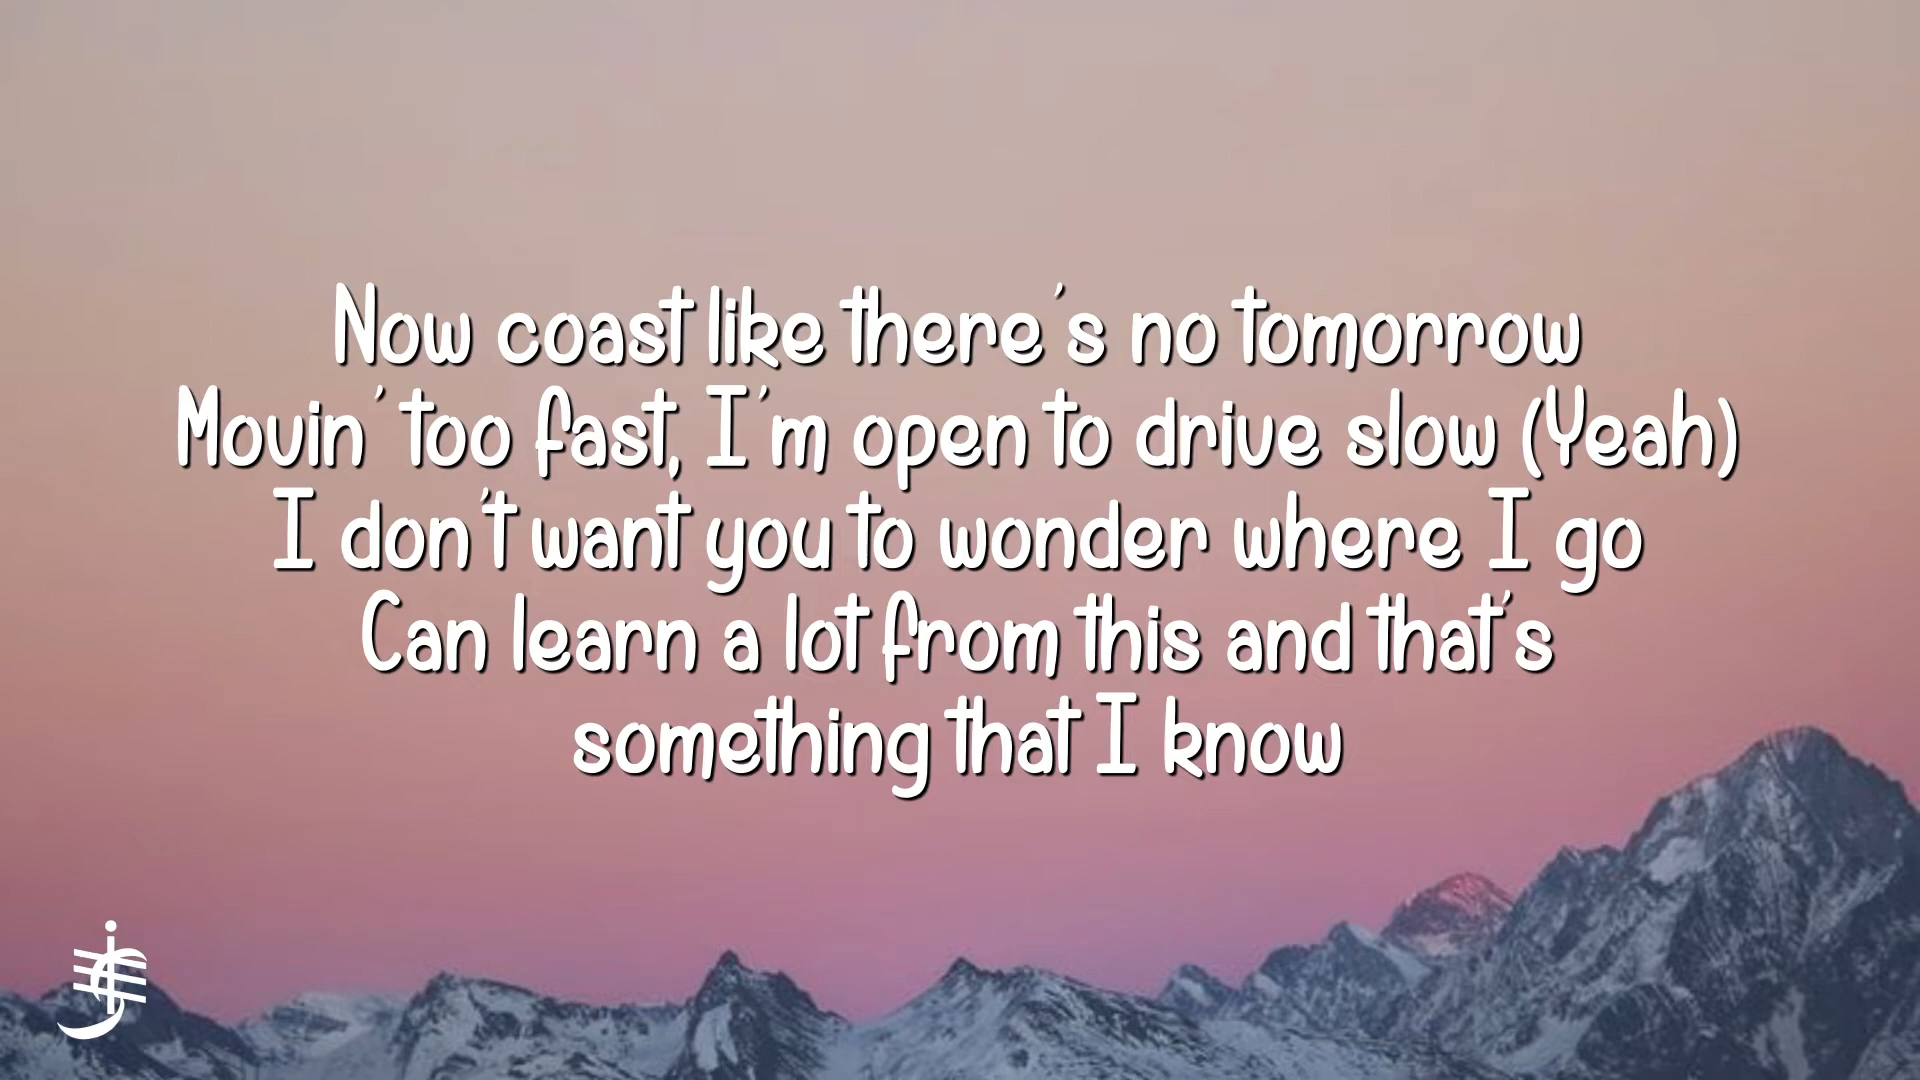 Now coast like there's no tomorrow
Movin' too fast, I'm open to drive slow (Yeah)
I don't want you to wonder where I go
Can learn a lot from this and that's
something that I know